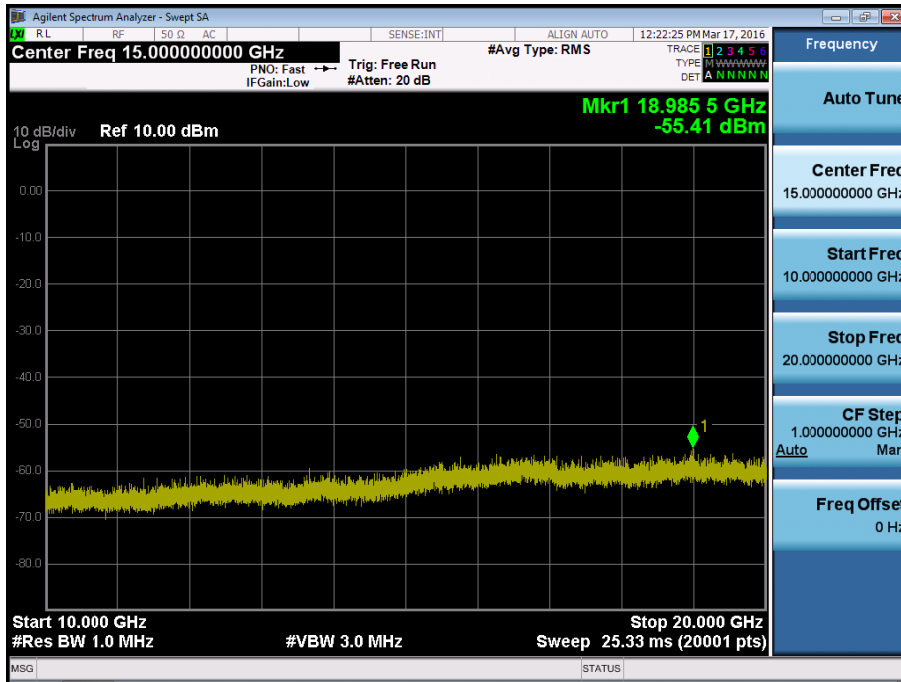 Agilent Spectrum Analyzer - Swept SA
LXI RL RF 50 Ω AC SENSE:INT ALIGN AUTO 12:22:25 PM Mar 17, 2016
Center Freq 15.000000000 GHz
PNO: Fast
IFGain:Low
Trig: Free Run
#Atten: 20 dB
#Avg Type: RMS
TRACE 1 2 3 4 5 6
TYPE M WWWWW
DET A N N N N N
Mkr1 18.985 5 GHz
-55.41 dBm
10 dB/div Ref 10.00 dBm
Log
0.00
-10.0
-20.0
-30.0
-40.0
-50.0
-60.0
-70.0
-80.0
1
Start 10.000 GHz Stop 20.000 GHz
#Res BW 1.0 MHz #VBW 3.0 MHz Sweep 25.33 ms (20001 pts)
MSG STATUS
Frequency
Auto Tune
Center Freq
15.000000000 GHz
Start Freq
10.000000000 GHz
Stop Freq
20.000000000 GHz
CF Step
1.000000000 GHz
Auto Man
Freq Offset
0 Hz